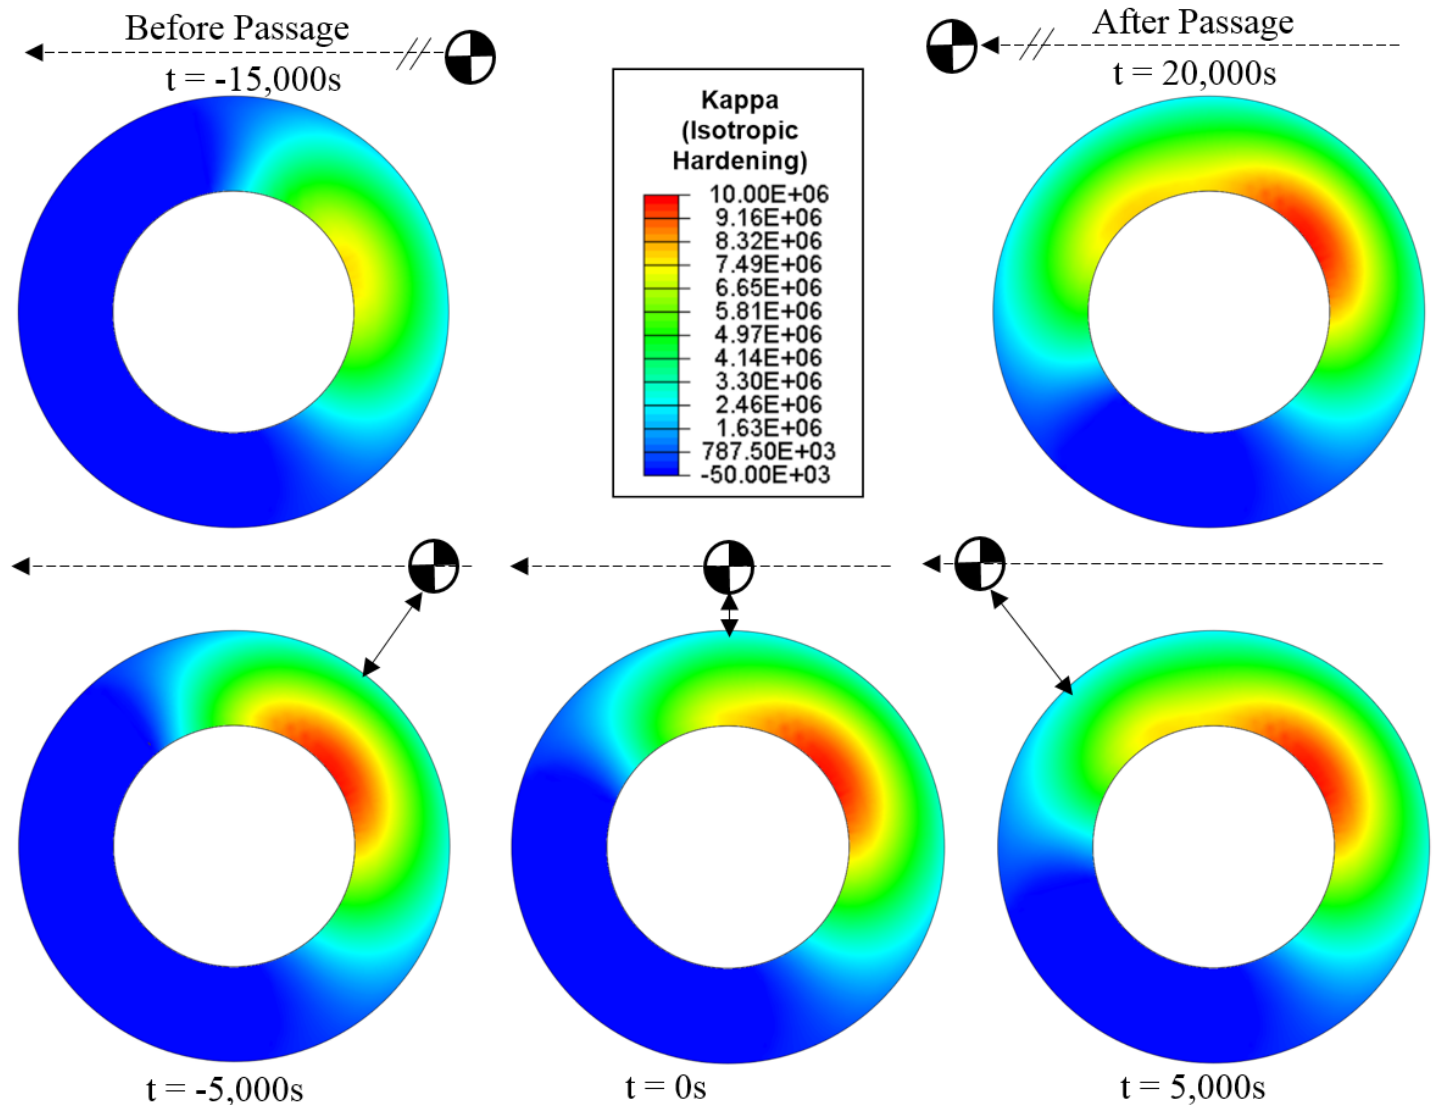 Before Passage
t = -15,000s
After Passage
t = 20,000s
Kappa
(Isotropic
Hardening)
10.00E+06
9.16E+06
8.32E+06
7.49E+06
6.65E+06
5.81E+06
4.97E+06
4.14E+06
3.30E+06
2.46E+06
1.63E+06
787.50E+03
-50.00E+03
t = -5,000s
t = 0s
t = 5,000s